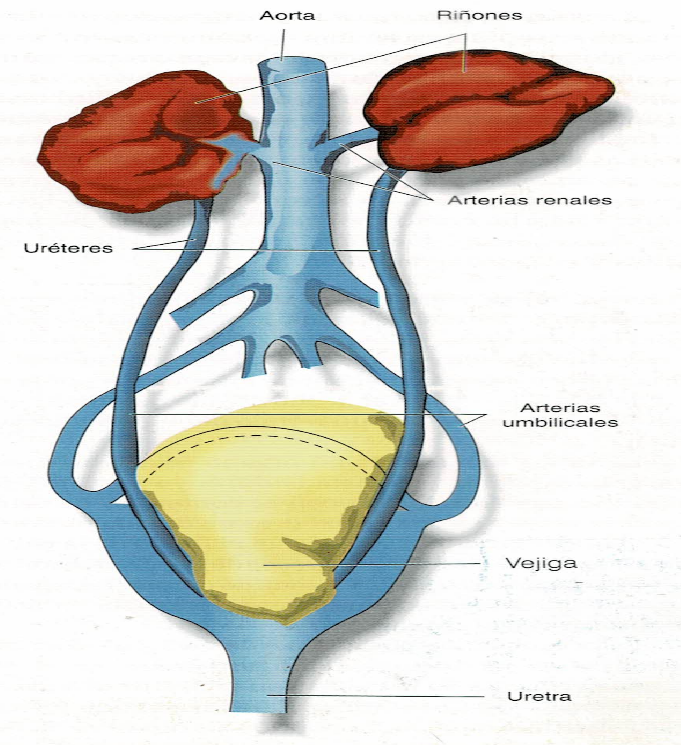 Aorta
Riñones
Arterias renales
Uréteres
Arterias
umbilicales
Vejiga
Uretra